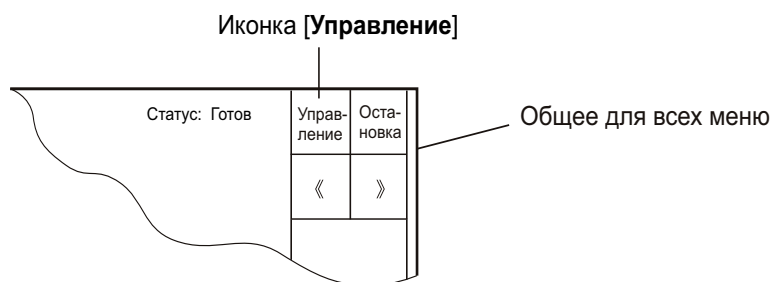 Иконка [Управление]
Статус: Готов
Управ-
ление
Оста-
новка
Общее для всех меню
《
》